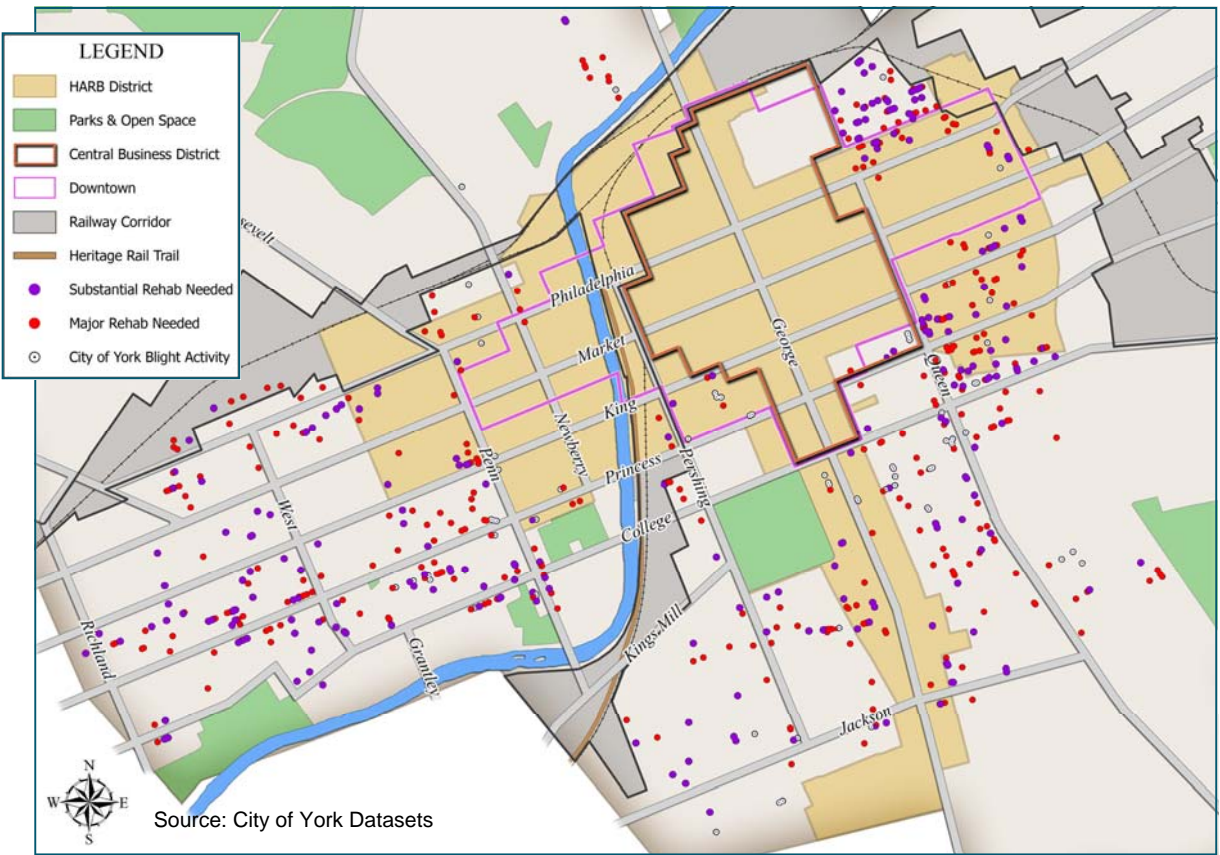 LEGEND
HARB District
Parks & Open Space
Central Business District
Downtown
Railway Corridor
Heritage Rail Trail
Substantial Rehab Needed
Major Rehab Needed
City of York Blight Activity
sevelt
Philadelphia
Market
King
Princess
College
Newberry
Penn
Pershing
George
Queen
West
Richland
Grantley
Kings Mill
Jackson
N
W E
S
Source: City of York Datasets